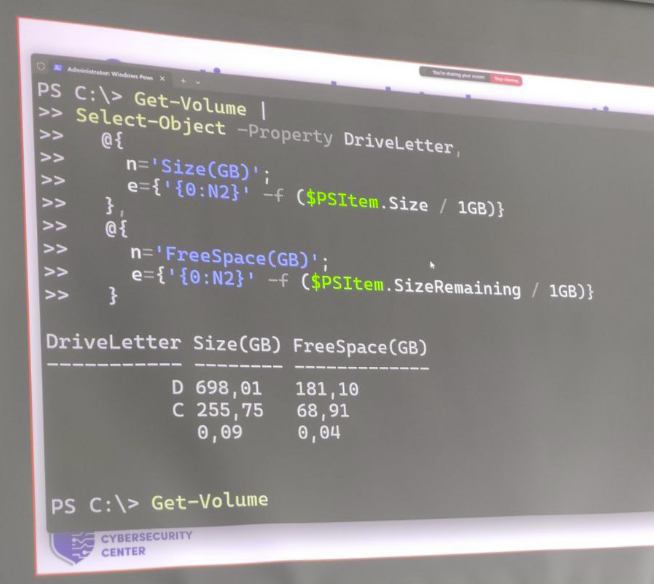 Administrator: Windows Powe
You're sharing your screen Stop sharing
PS C:\> Get-Volume |
>> Select-Object -Property DriveLetter,
>> @{
>> n='Size(GB)';
>> e={'{0:N2}' -f ($PSItem.Size / 1GB)}
>> },
>> @{
>> n='FreeSpace(GB)';
>> e={'{0:N2}' -f ($PSItem.SizeRemaining / 1GB)}
>> }
DriveLetter Size(GB) FreeSpace(GB)
----------- -------- -------------
D 698,01 181,10
C 255,75 68,91
0,09 0,04
PS C:\> Get-Volume
CYBERSECURITY
CENTER